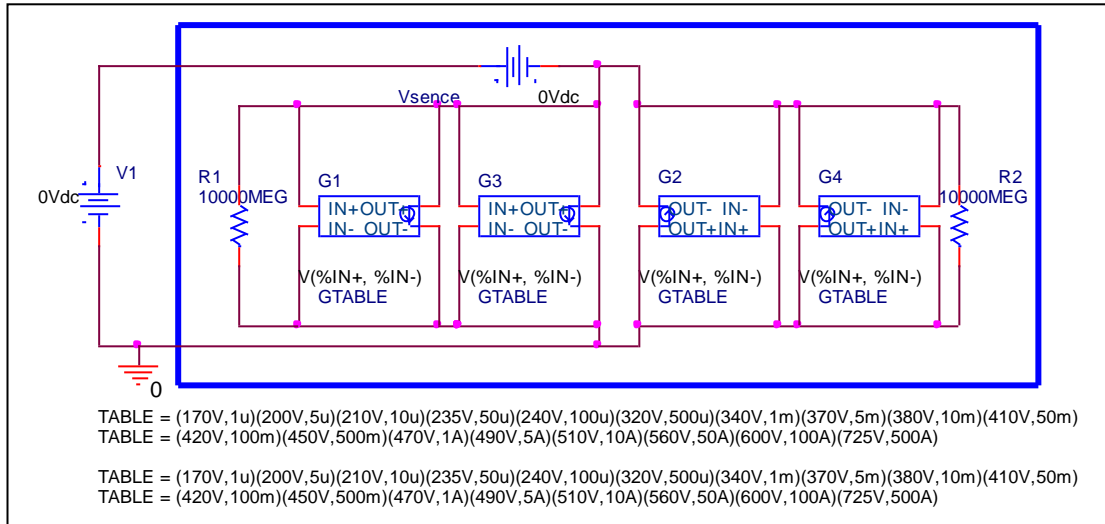 Vsence 0Vdc
V1
0Vdc
R1
10000MEG
G1
G3
G2
G4
R2
10000MEG
IN+OUT+
IN- OUT-
IN+OUT+
IN- OUT-
OUT- IN-
OUT+IN+
OUT- IN-
OUT+IN+
V(%IN+, %IN-)
GTABLE
V(%IN+, %IN-)
GTABLE
V(%IN+, %IN-)
GTABLE
V(%IN+, %IN-)
GTABLE
0
TABLE = (170V,1u)(200V,5u)(210V,10u)(235V,50u)(240V,100u)(320V,500u)(340V,1m)(370V,5m)(380V,10m)(410V,50m)
TABLE = (420V,100m)(450V,500m)(470V,1A)(490V,5A)(510V,10A)(560V,50A)(600V,100A)(725V,500A)
TABLE = (170V,1u)(200V,5u)(210V,10u)(235V,50u)(240V,100u)(320V,500u)(340V,1m)(370V,5m)(380V,10m)(410V,50m)
TABLE = (420V,100m)(450V,500m)(470V,1A)(490V,5A)(510V,10A)(560V,50A)(600V,100A)(725V,500A)